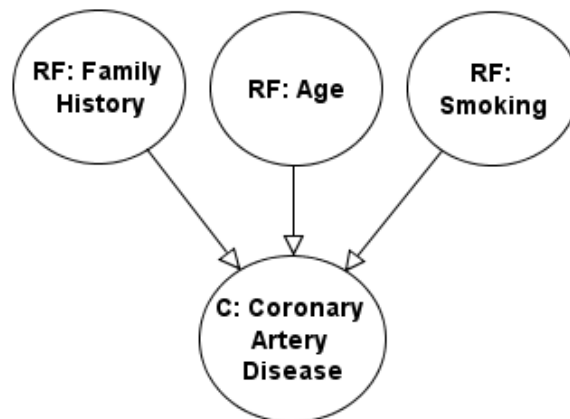 RF: Family
History
RF: Age
RF:
Smoking
C: Coronary
Artery
Disease